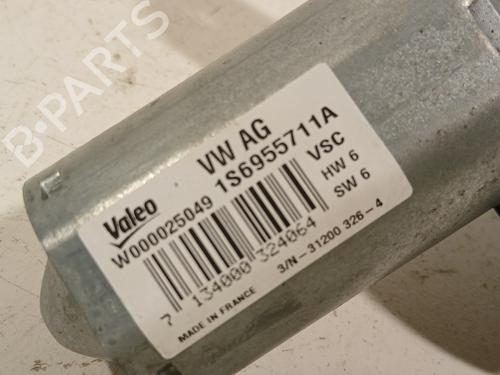 B-PARTS
Valeo
VW AG
W000025049
1S6955711A
VSC
HW 6
SW 6
7 134000 324064
3/N-31200 326-4
MADE IN FRANCE